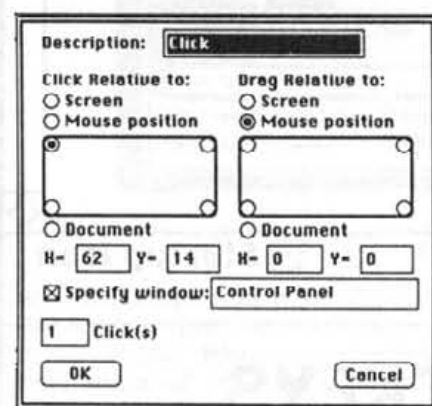 Description: Click
Click Relative to: Drag Relative to:
Screen Screen
Mouse position Mouse position
Document Document
H= 62 Y= 14 H= 0 Y= 0
Specify window: Control Panel
1 Click(s)
OK Cancel